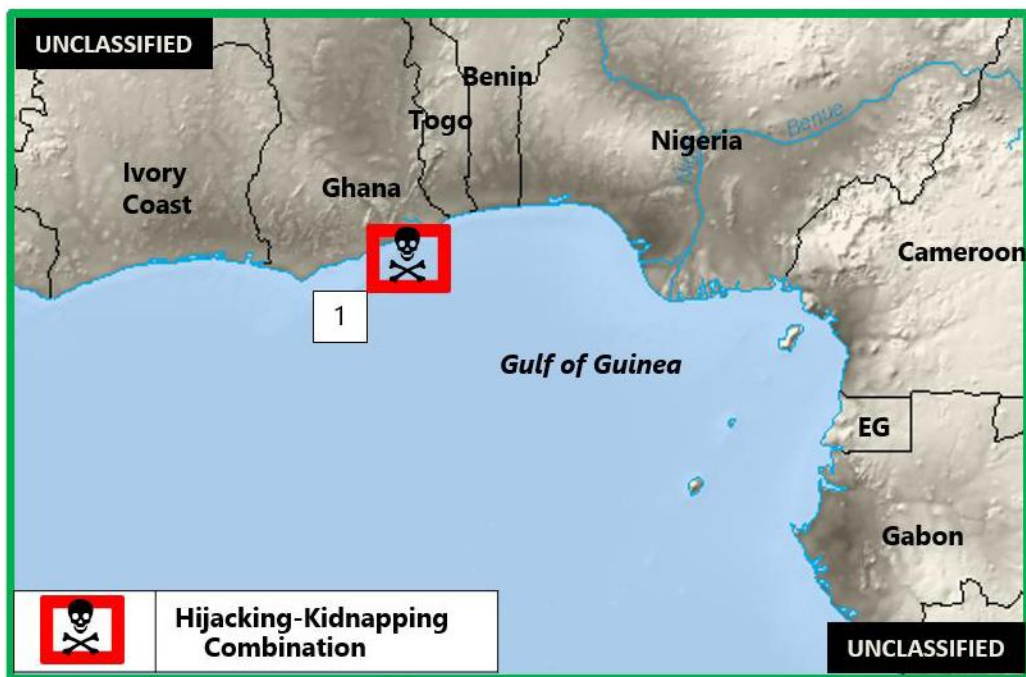 UNCLASSIFIED
Benin
Togo
Nigeria
Benue
Ivory
Coast
Ghana
Cameroon
1
Gulf of Guinea
EG
Gabon
Hijacking-Kidnapping
Combination
UNCLASSIFIED